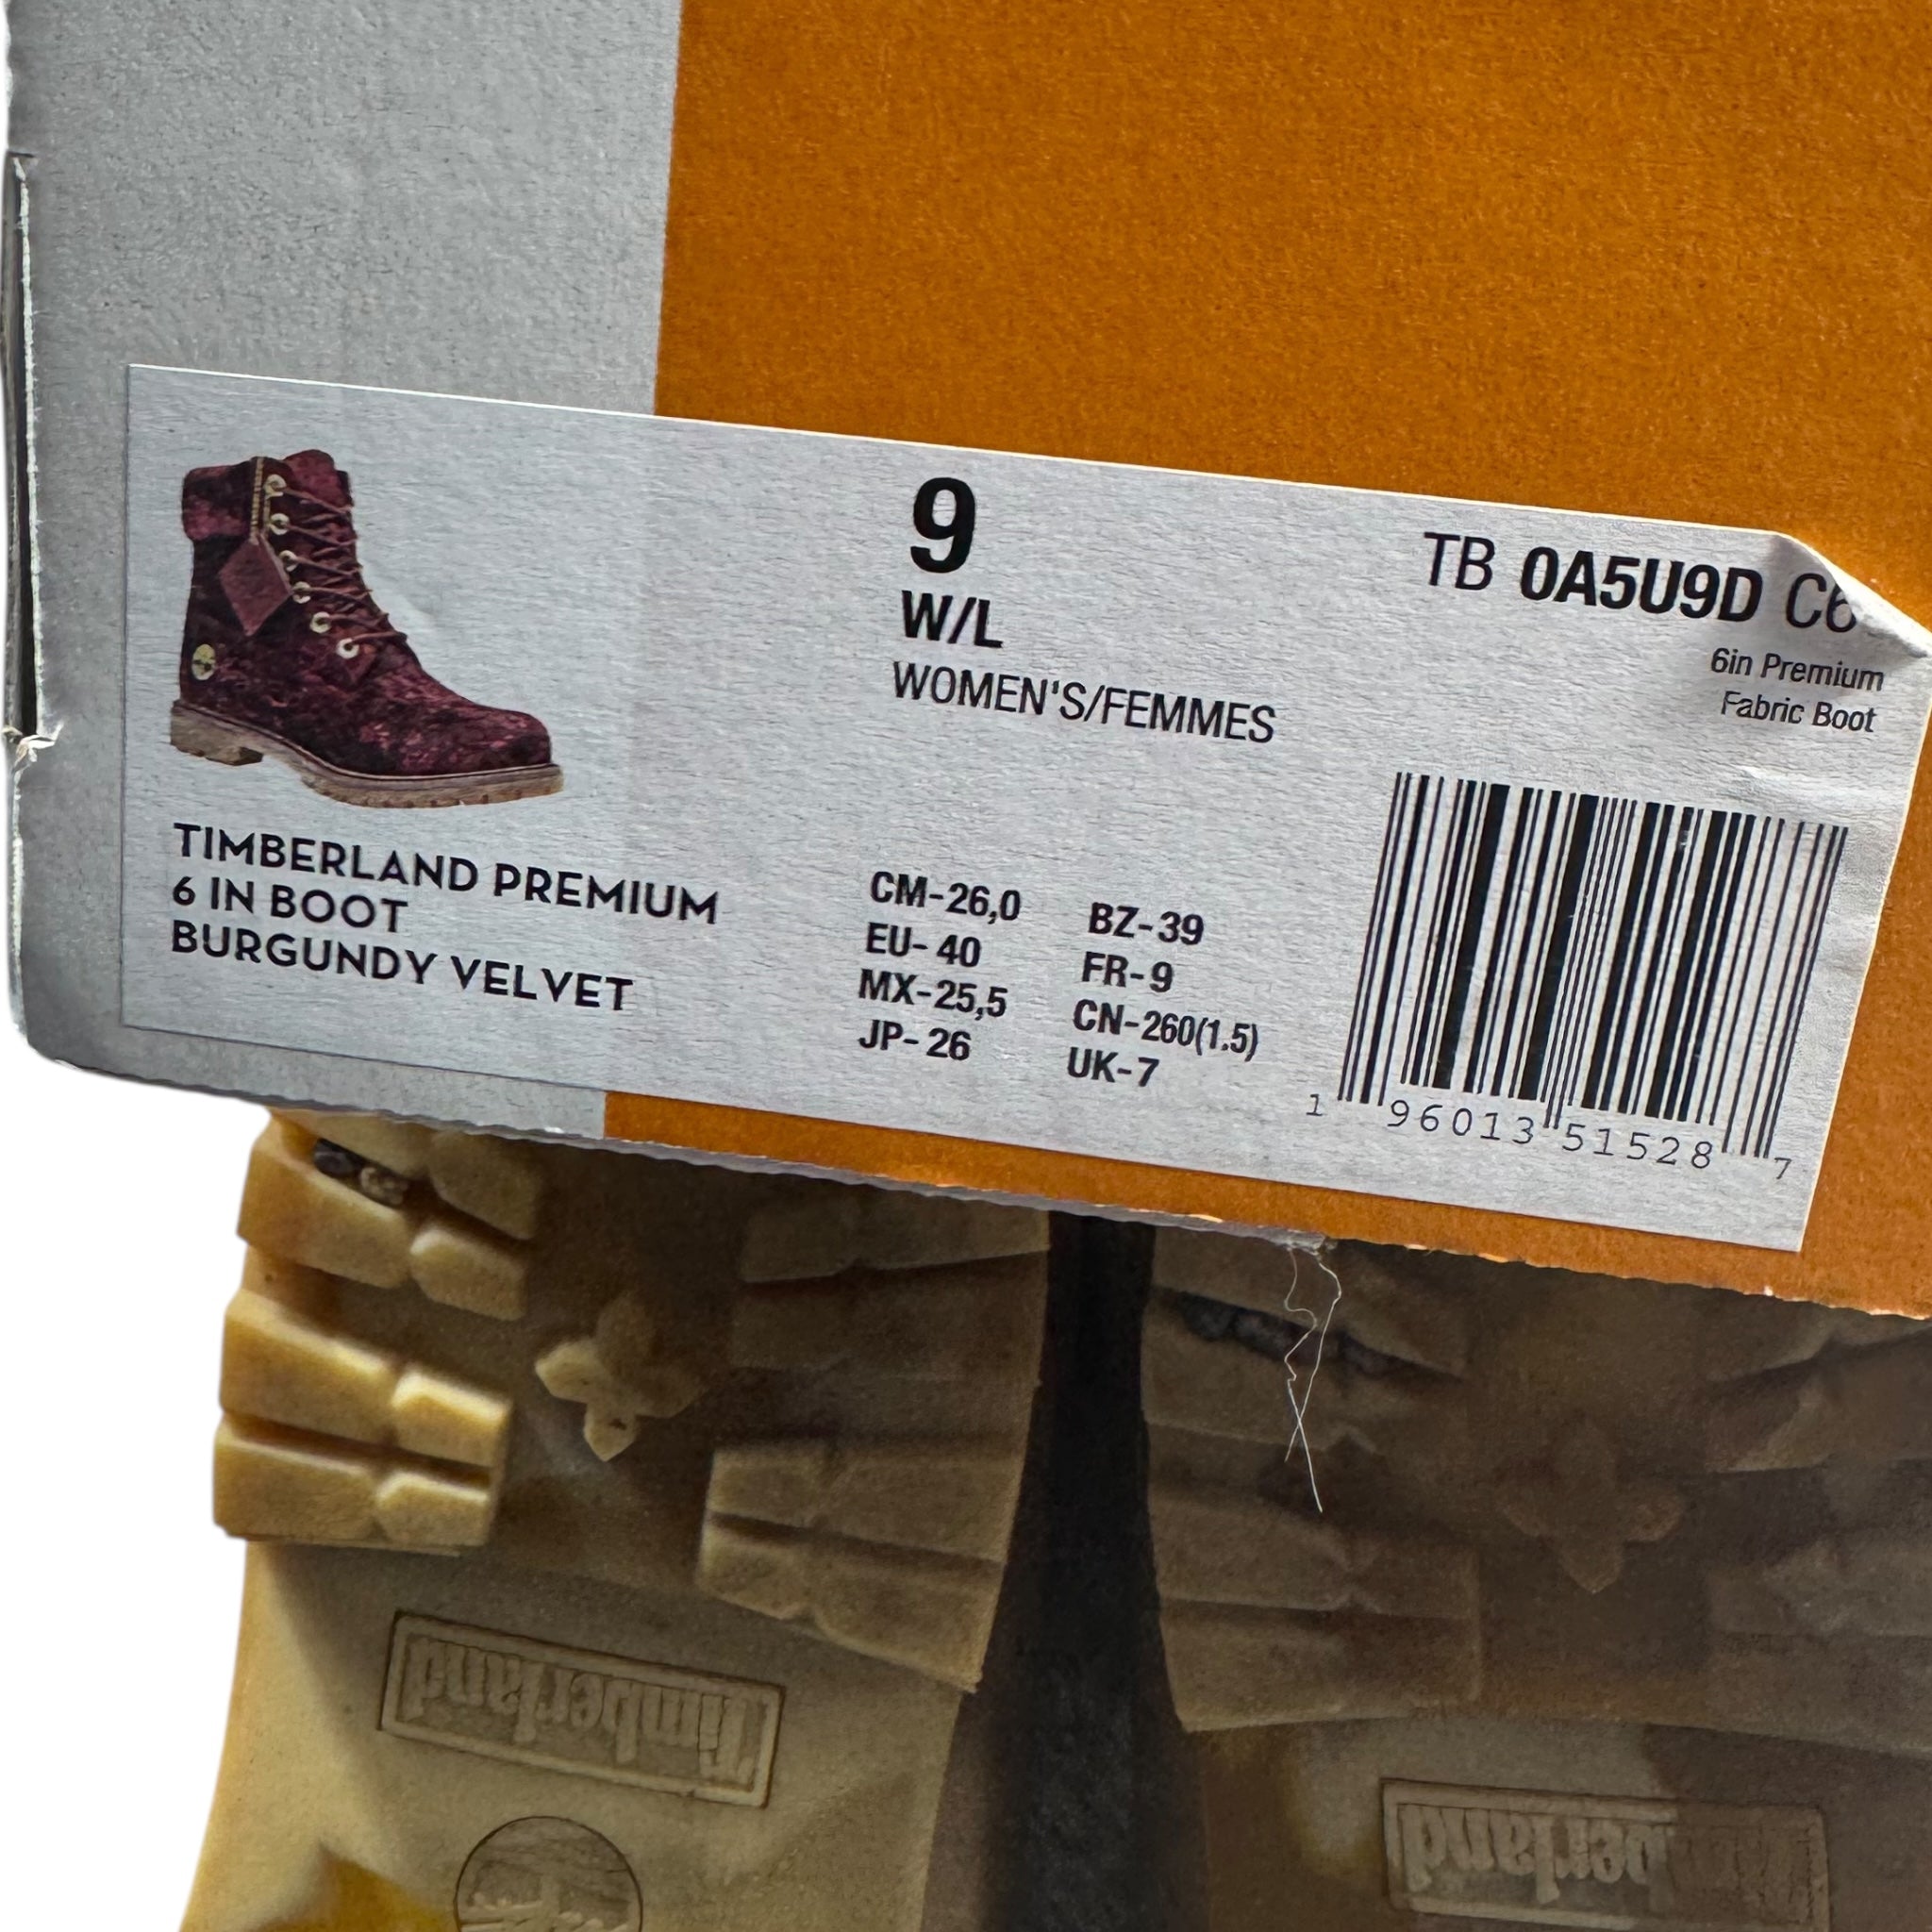 9
W/L
WOMEN'S/FEMMES
TB 0A5U9D
6in Premium
Fabric Boot
TIMBERLAND PREMIUM
6 IN BOOT
BURGUNDY VELVET
CM-26,0
EU-40
MX-25,5
JP-26
BZ-39
FR-9
CN-260(1.5)
UK-7
1 96013 51528 7
Timberland
Timberland